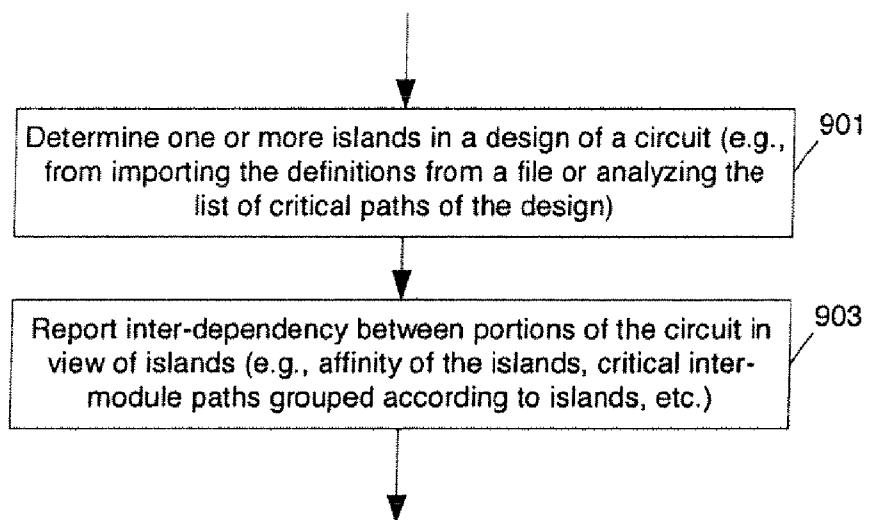 Determine one or more islands in a design of a circuit (e.g.,
from importing the definitions from a file or analyzing the
list of critical paths of the design)
901
Report inter-dependency between portions of the circuit in
view of islands (e.g., affinity of the islands, critical inter-
module paths grouped according to islands, etc.)
903